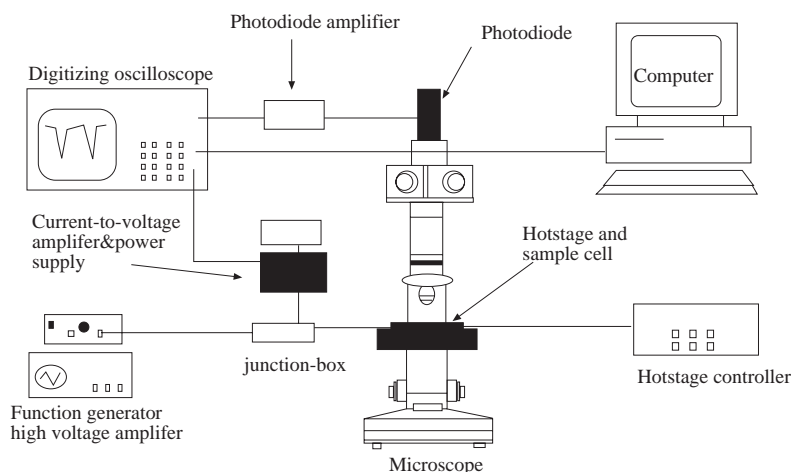 Photodiode amplifier
Photodiode
Digitizing oscilloscope
Computer
Current-to-voltage
amplifer&power
supply
Hotstage and
sample cell
junction-box
Hotstage controller
Function generator
high voltage amplifer
Microscope